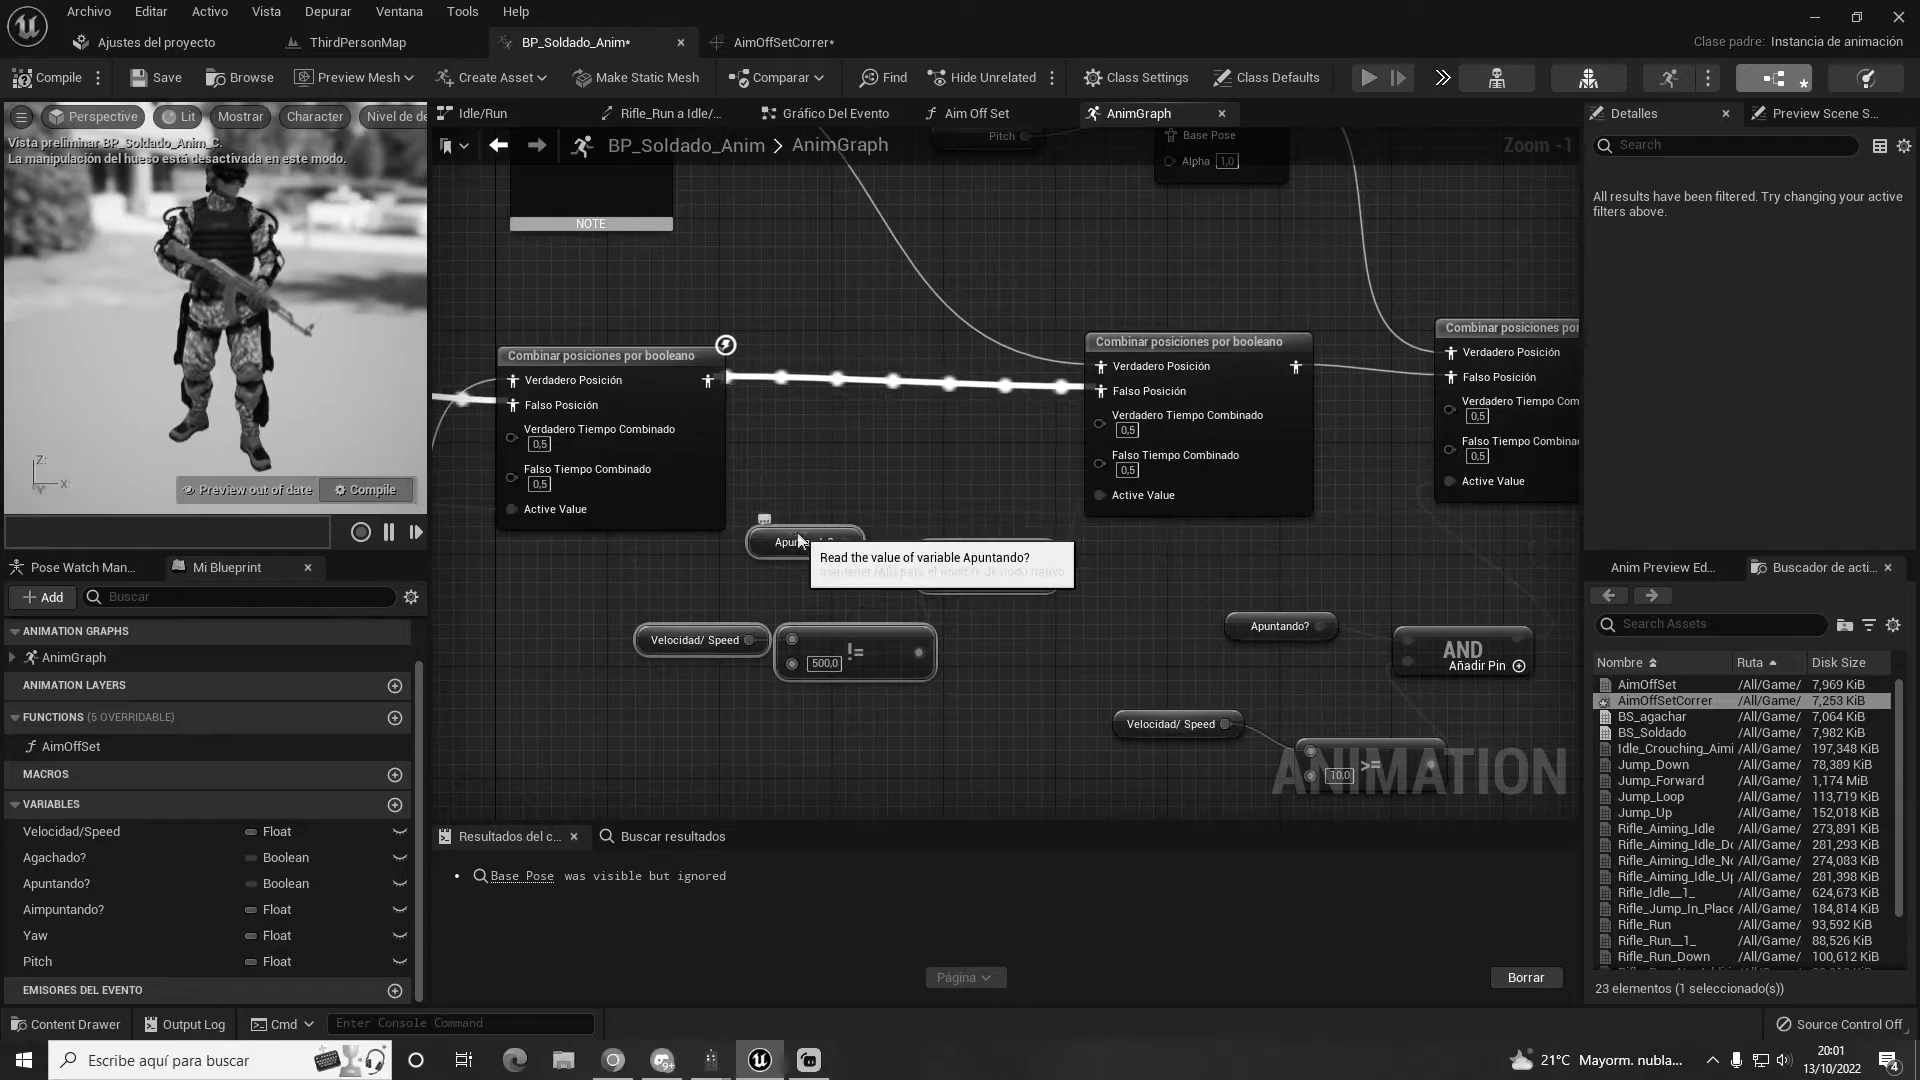 Archivo Editar Activo Vista Depurar Ventana Tools Help
Ajustes del proyecto ThirdPersonMap BP_Soldado_Anim* AimOffSetCorrer*
Clase padre: Instancia de animación
Compile Save Browse Preview Mesh Create Asset Make Static Mesh Comparar Find Hide Unrelated Class Settings Class Defaults
Perspective Lit Mostrar Character Nivel de de
Vista preliminar BP_Soldado_Anim_C.
La manipulación del hueso está desactivada en este modo.
Z:
X:
Preview out of date Compile
Idle/Run Rifle_Run a Idle/... Gráfico Del Evento Aim Off Set AnimGraph
BP_Soldado_Anim > AnimGraph
Zoom -1
Pitch
Base Pose
Alpha 1,0
NOTE
Combinar posiciones por booleano
Verdadero Posición
Falso Posición
Verdadero Tiempo Combinado
0,5
Falso Tiempo Combinado
0,5
Active Value
Combinar posiciones por booleano
Verdadero Posición
Falso Posición
Verdadero Tiempo Combinado
0,5
Falso Tiempo Combinado
0,5
Active Value
Combinar posiciones por
Verdadero Posición
Falso Posición
Verdadero Tiempo Com
0,5
Falso Tiempo Combina
0,5
Active Value
Read the value of variable Apuntando?
Velocidad/ Speed
500,0
!=
Apuntando?
AND
Añadir Pin
Velocidad/ Speed
10,0
>=
ANIMATION
Detalles Preview Scene S...
Search
All results have been filtered. Try changing your active
filters above.
Pose Watch Man... Mi Blueprint
Add Buscar
ANIMATION GRAPHS
AnimGraph
ANIMATION LAYERS
FUNCTIONS (5 OVERRIDABLE)
AimOffSet
MACROS
VARIABLES
Velocidad/Speed Float
Agachado? Boolean
Apuntando? Boolean
Aimpuntando? Float
Yaw Float
Pitch Float
EMISORES DEL EVENTO
Resultados del c... Buscar resultados
• Base Pose was visible but ignored
Página
Borrar
Anim Preview Ed... Buscador de acti...
Search Assets
Nombre Ruta Disk Size
AimOffSet /All/Game/ 7,969 KiB
AimOffSetCorrer /All/Game/ 7,253 KiB
BS_agachar /All/Game/ 7,064 KiB
BS_Soldado /All/Game/ 7,982 KiB
Idle_Crouching_Aimi /All/Game/ 197,348 KiB
Jump_Down /All/Game/ 78,389 KiB
Jump_Forward /All/Game/ 1,174 MiB
Jump_Loop /All/Game/ 113,719 KiB
Jump_Up /All/Game/ 152,018 KiB
Rifle_Aiming_Idle /All/Game/ 273,891 KiB
Rifle_Aiming_Idle_Do /All/Game/ 281,293 KiB
Rifle_Aiming_Idle_No /All/Game/ 274,083 KiB
Rifle_Aiming_Idle_Up /All/Game/ 281,398 KiB
Rifle_Idle__1_ /All/Game/ 624,673 KiB
Rifle_Jump_In_Place /All/Game/ 184,814 KiB
Rifle_Run /All/Game/ 93,592 KiB
Rifle_Run__1_ /All/Game/ 88,526 KiB
Rifle_Run_Down /All/Game/ 100,612 KiB
23 elementos (1 seleccionado(s))
Content Drawer Output Log Cmd Enter Console Command
Source Control Off
Escribe aquí para buscar
9+
21°C Mayorm. nubla...
20:01
13/10/2022
4